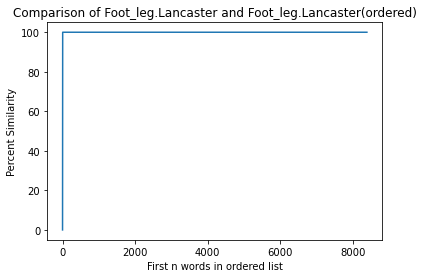 Comparison of Foot_leg.Lancaster and Foot_leg.Lancaster(ordered)
100
80
60
40
20
0
Percent Similarity
0 2000 4000 6000 8000
First n words in ordered list